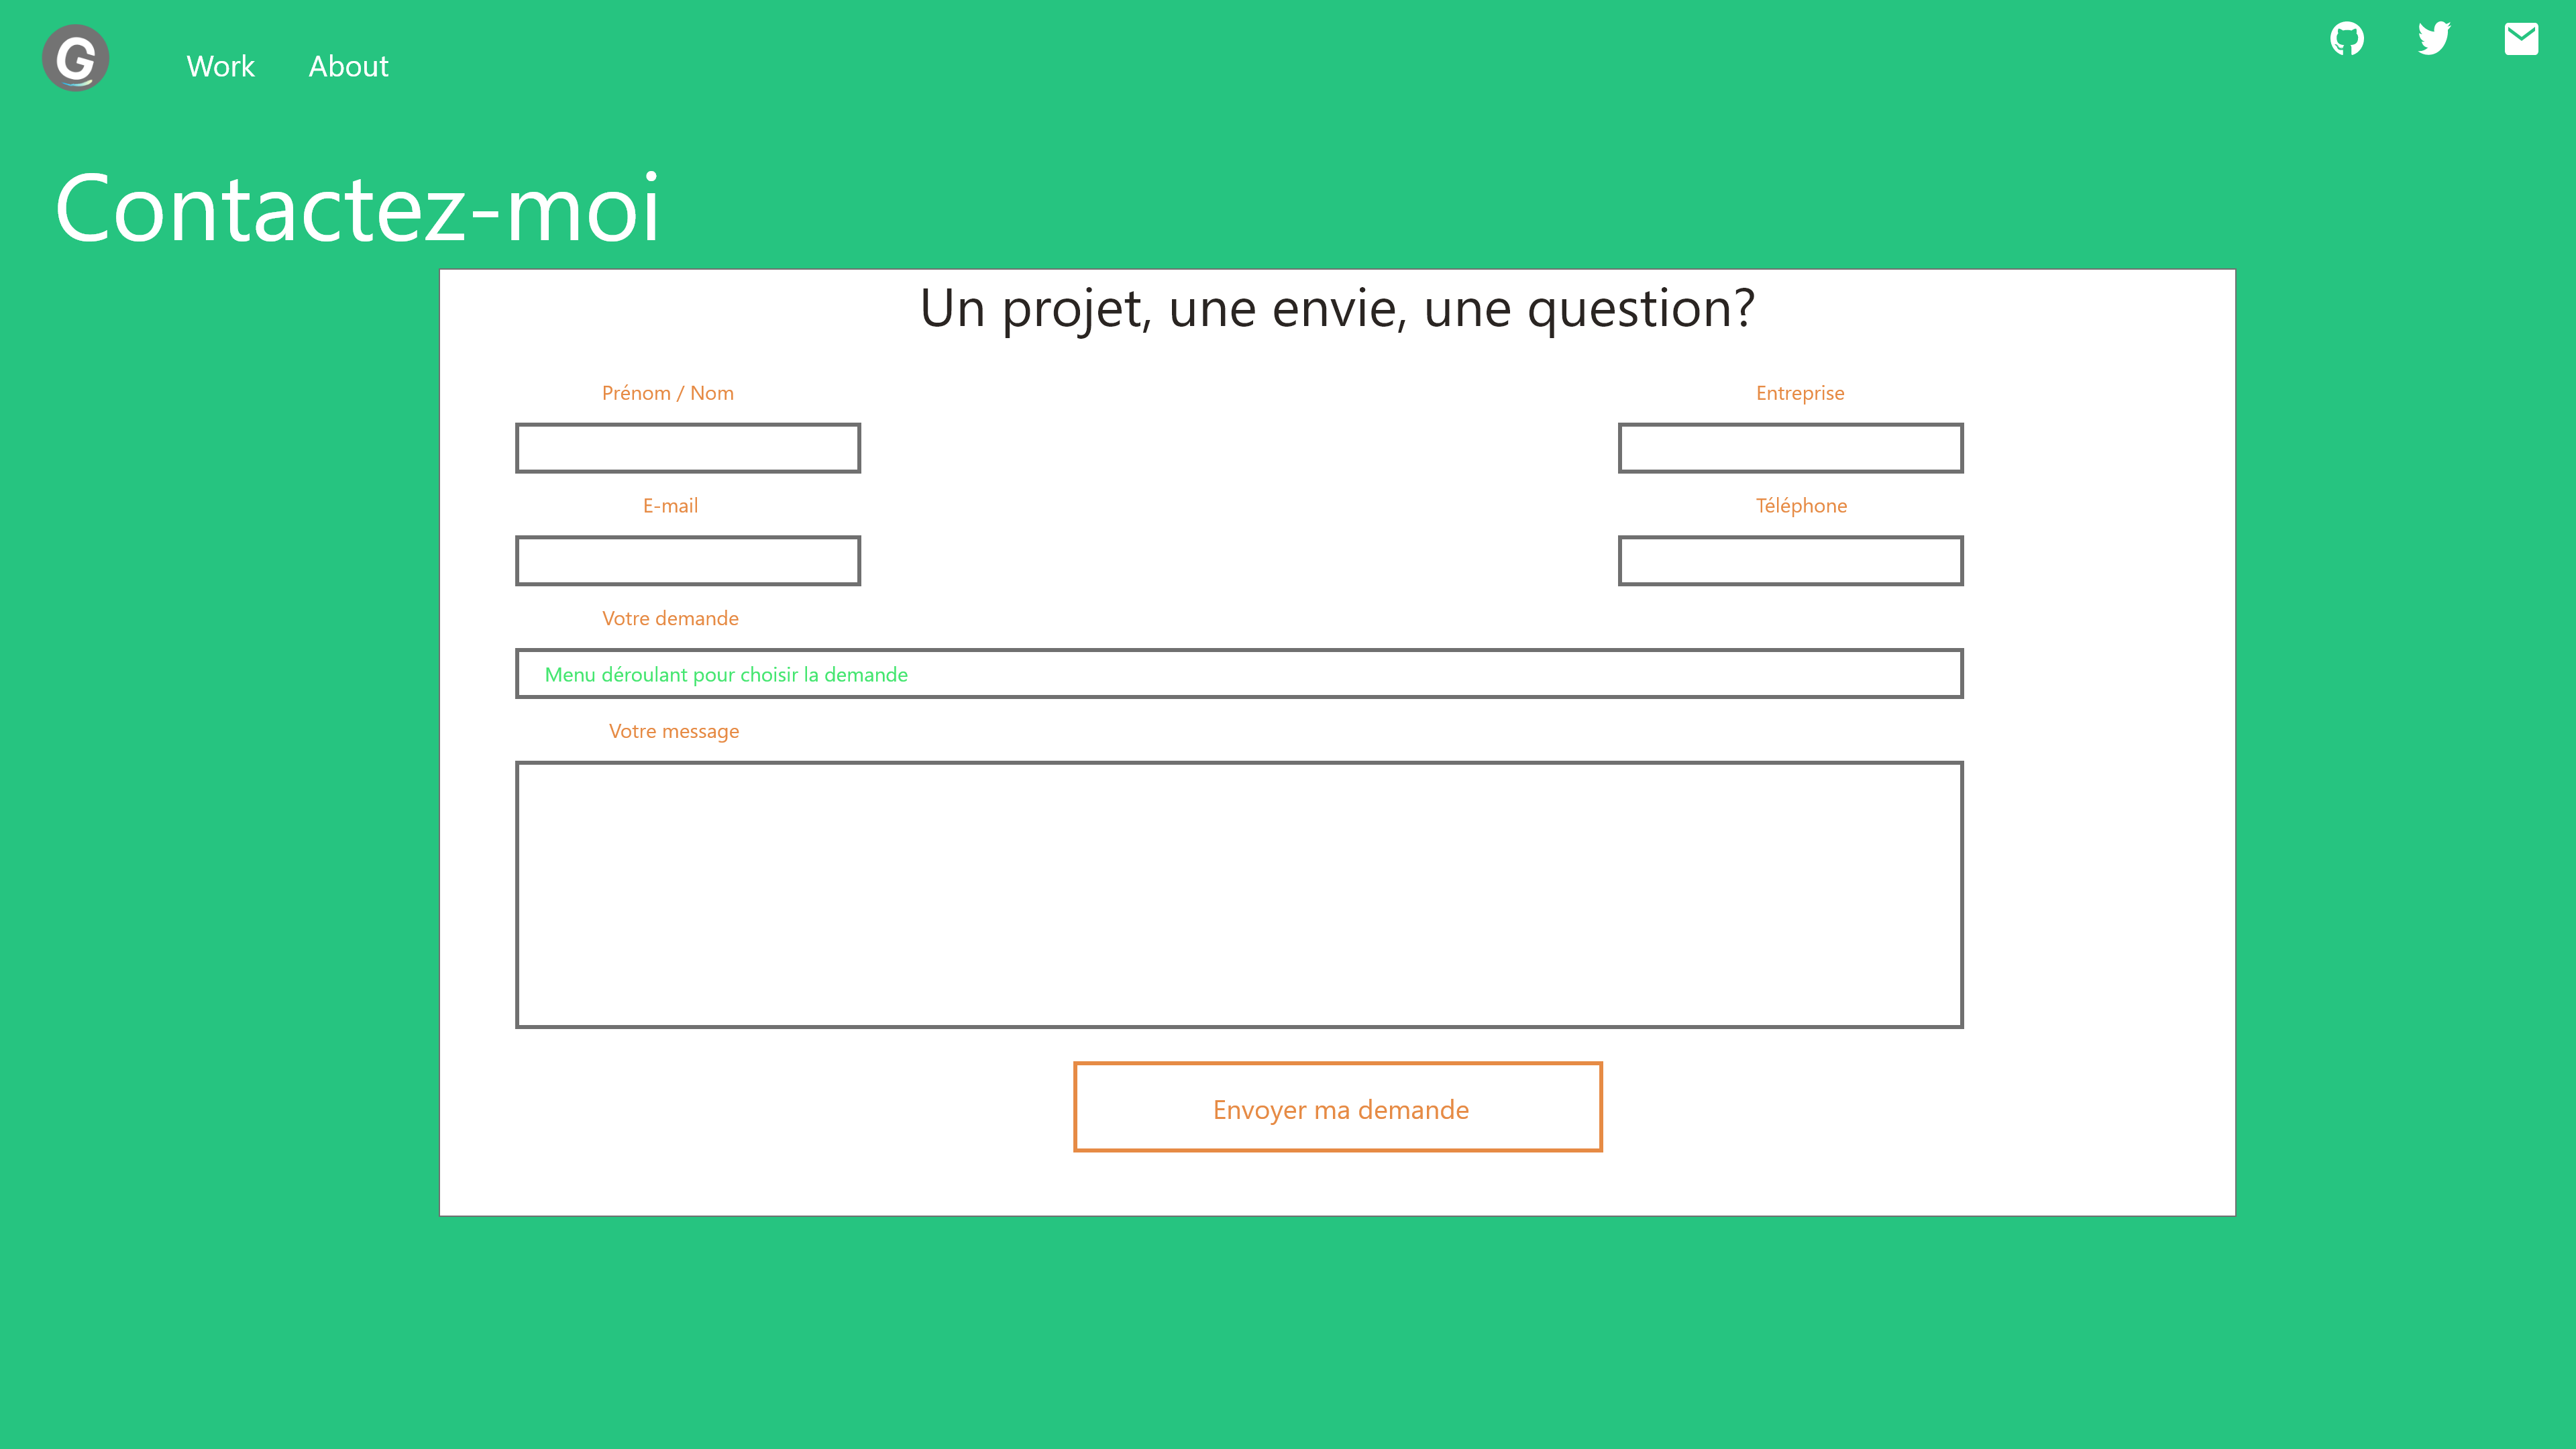 G
Work About
Contactez-moi
Un projet, une envie, une question?
Prénom / Nom Entreprise
E-mail Téléphone
Votre demande
Menu déroulant pour choisir la demande
Votre message
Envoyer ma demande